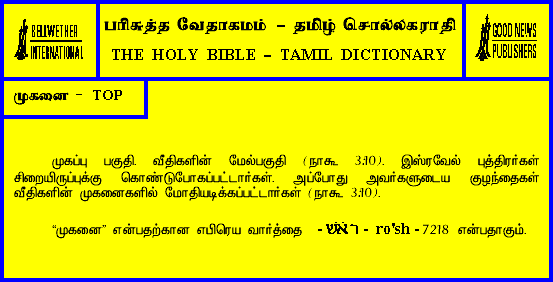 BELLWETHER
INTERNATIONAL
பரிசுத்த வேதாகமம் - தமிழ் சொல்லகராதி
THE HOLY BIBLE - TAMIL DICTIONARY
GOOD NEWS
PUBLISHERS
முகனை - TOP
முகப்பு பகுதி. வீதிகளின் மேல்பகுதி (நாகூ 3:10). இஸ்ரவேல் புத்திரர்கள்
சிறையிருப்புக்கு கொண்டுபோகப்பட்டார்கள். அப்போது அவர்களுடைய குழந்தைகள்
வீதிகளின் முகனைகளில் மோதியடிக்கப்பட்டார்கள் (நாகூ 3:10).
“முகனை” என்பதற்கான எபிரெய வார்த்தை - רֹאשׁ - ro'sh - 7218 என்பதாகும்.